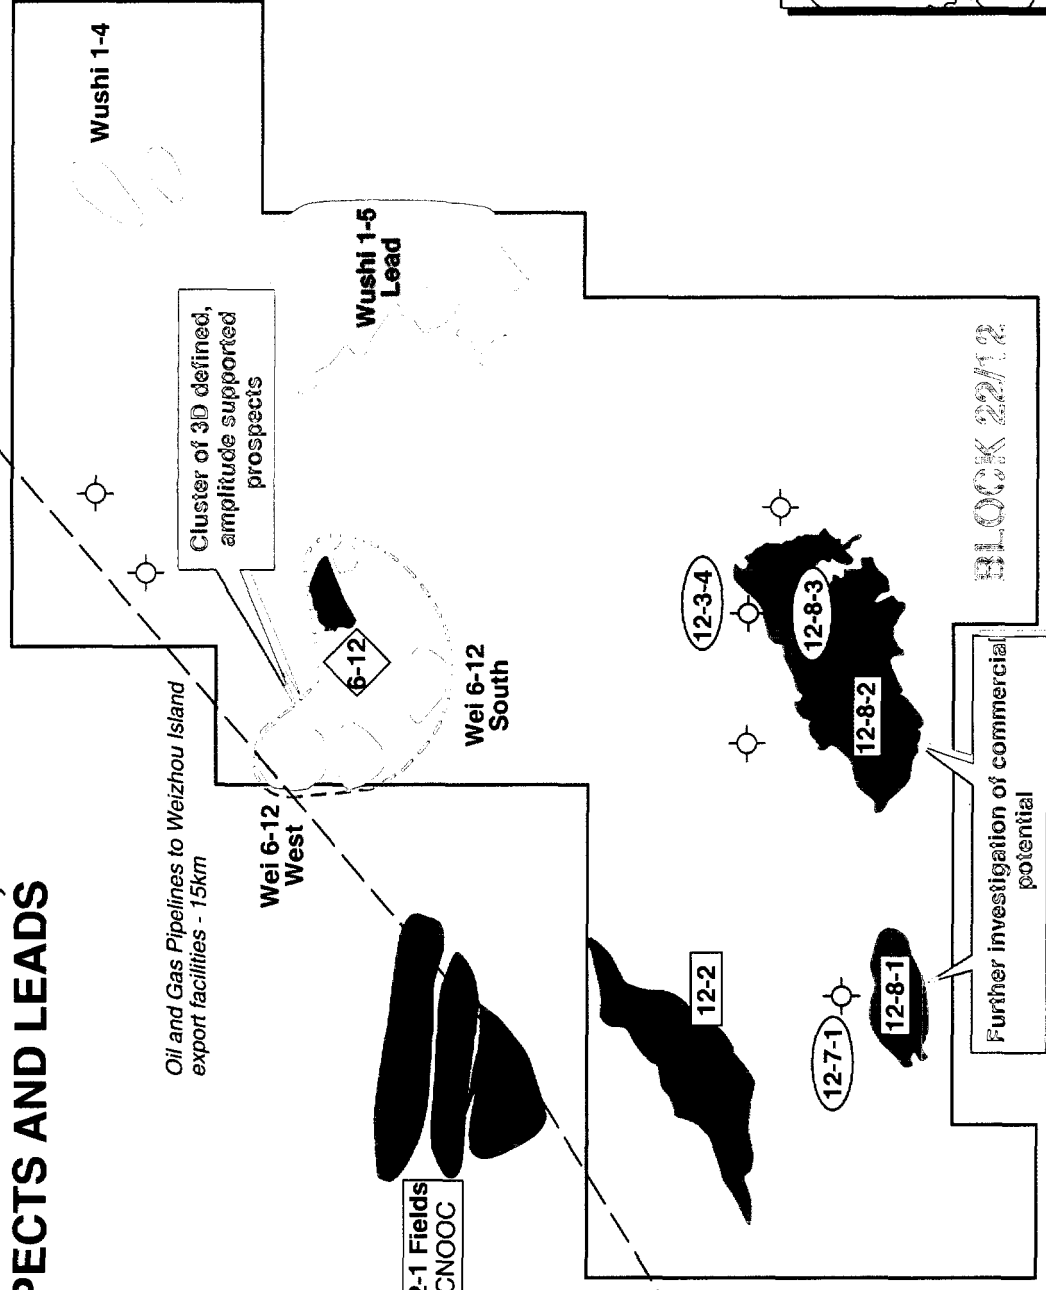 PECTS AND LEADS
Oil and Gas Pipelines to Weizhou Island
export facilities - 15km
Wushi 1-4
Cluster of 3D defined,
amplitude supported
prospects
Wushi 1-5
Lead
6-12
Wei 6-12
West
Wei 6-12
South
2-1 Fields
CNOOC
12-2
12-3-4
12-8-3
12-8-2
12-7-1
12-8-1
BLOCK 22/12
Further investigation of commercial
potential